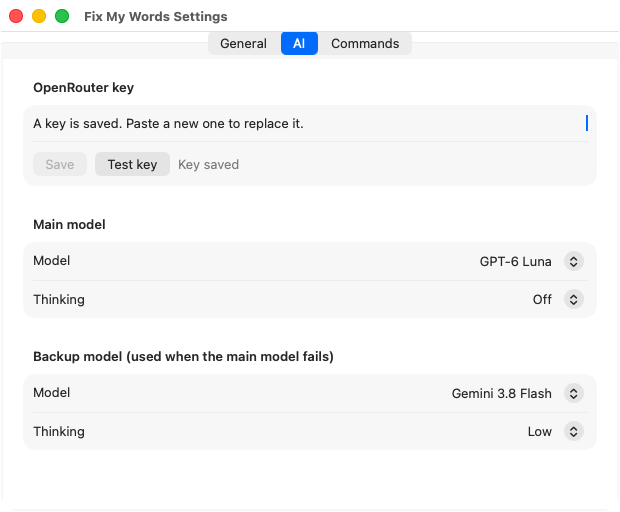 Fix My Words Settings
General AI Commands
OpenRouter key
A key is saved. Paste a new one to replace it.
Save Test key Key saved
Main model
Model GPT-6 Luna
Thinking Off
Backup model (used when the main model fails)
Model Gemini 3.8 Flash
Thinking Low